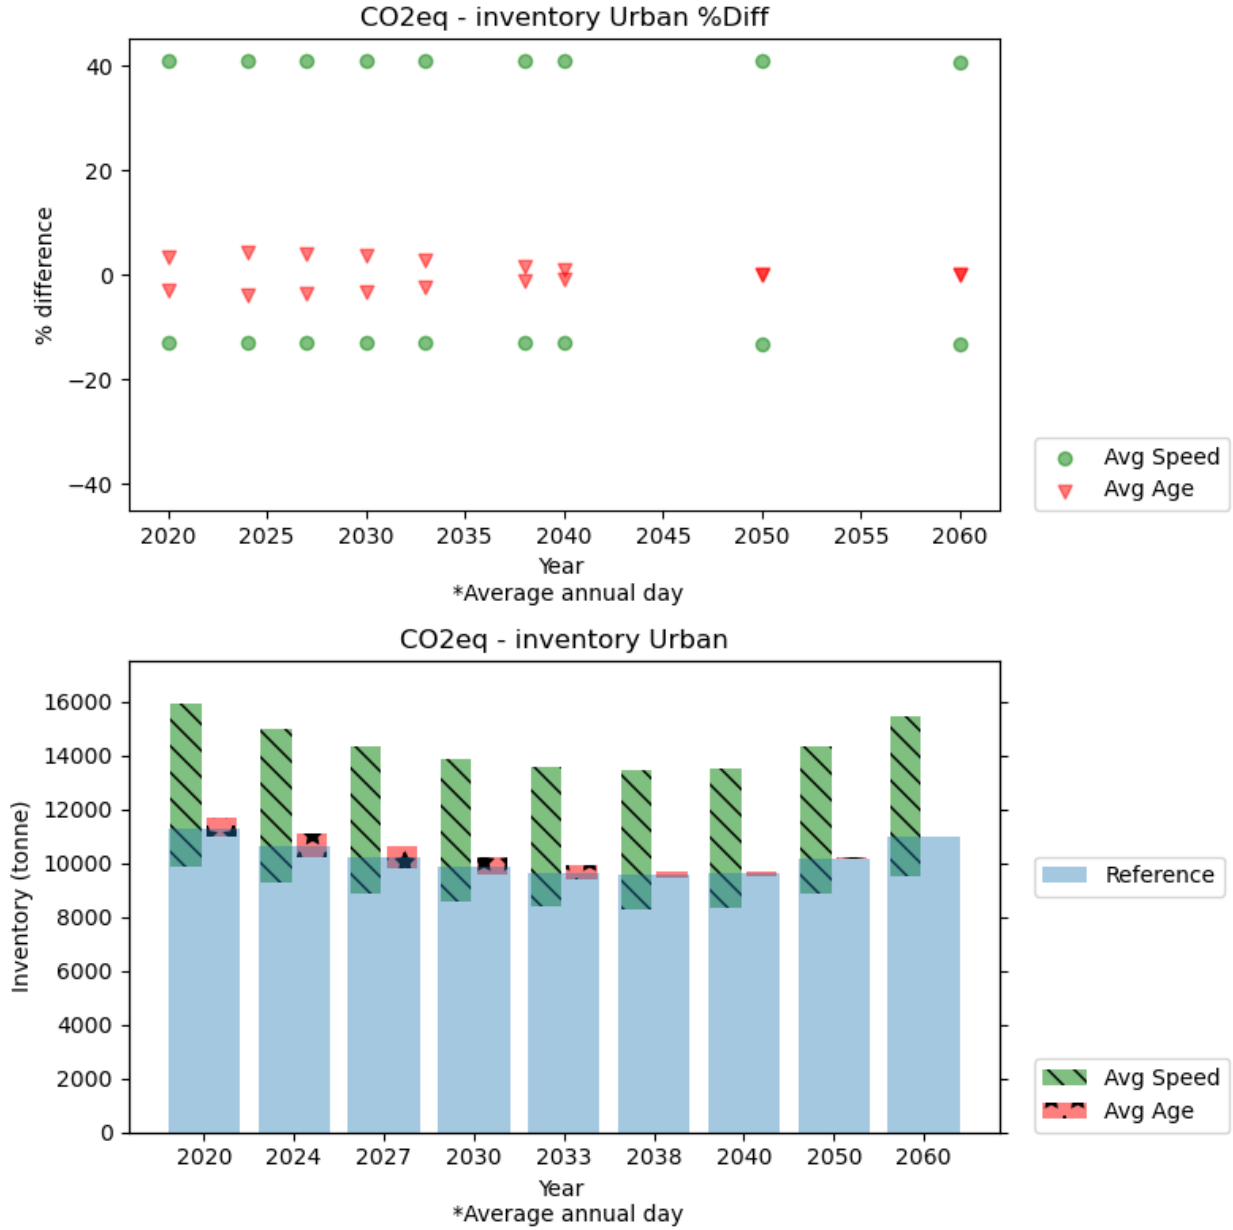 CO2eq - inventory Urban %Diff
40
20
0
−20
−40
% difference
2020 2025 2030 2035 2040 2045 2050 2055 2060
Year
*Average annual day
Avg Speed
Avg Age
CO2eq - inventory Urban
16000
14000
12000
10000
8000
6000
4000
2000
0
Inventory (tonne)
2020 2024 2027 2030 2033 2038 2040 2050 2060
Year
*Average annual day
Reference
Avg Speed
Avg Age